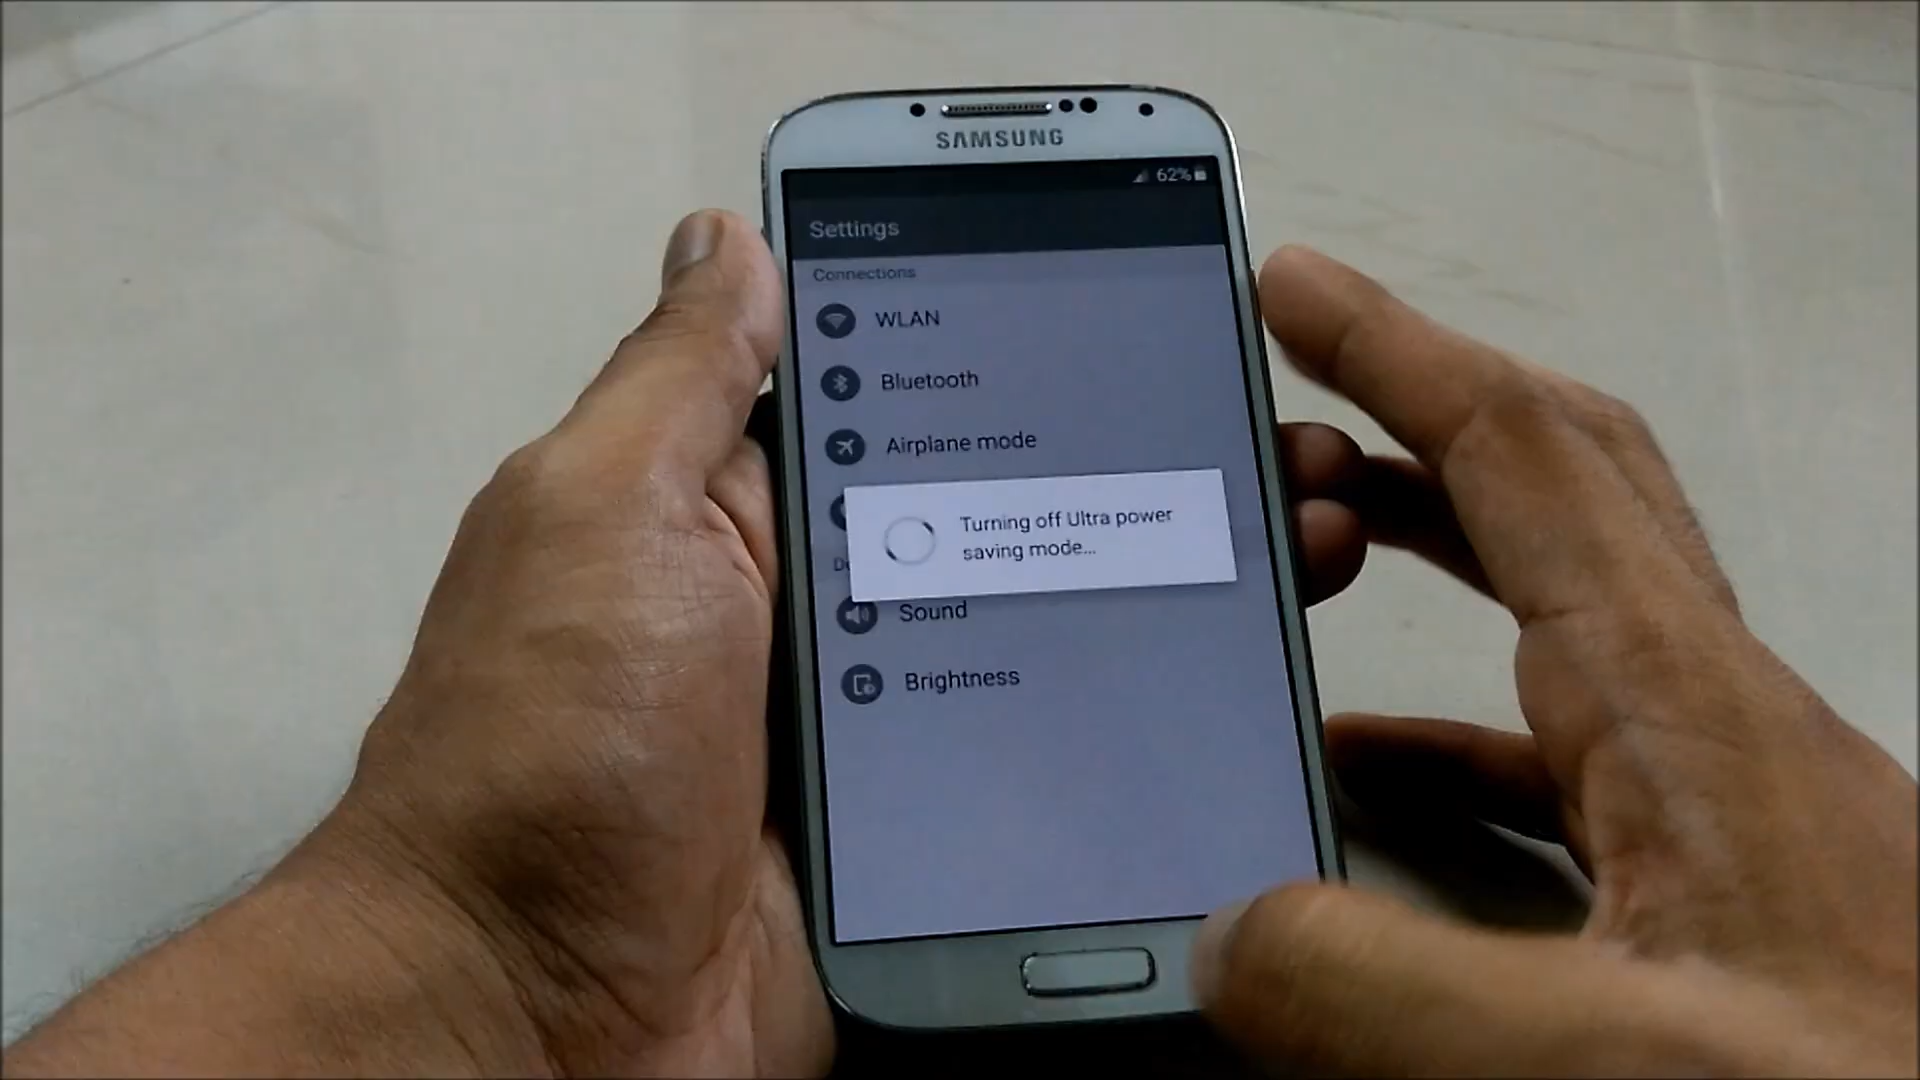 SAMSUNG
62%
Settings
Connections
WLAN
Bluetooth
Airplane mode
Turning off Ultra power
saving mode...
Sound
Brightness